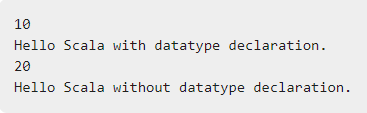 10
Hello Scala with datatype declaration.
20
Hello Scala without datatype declaration.